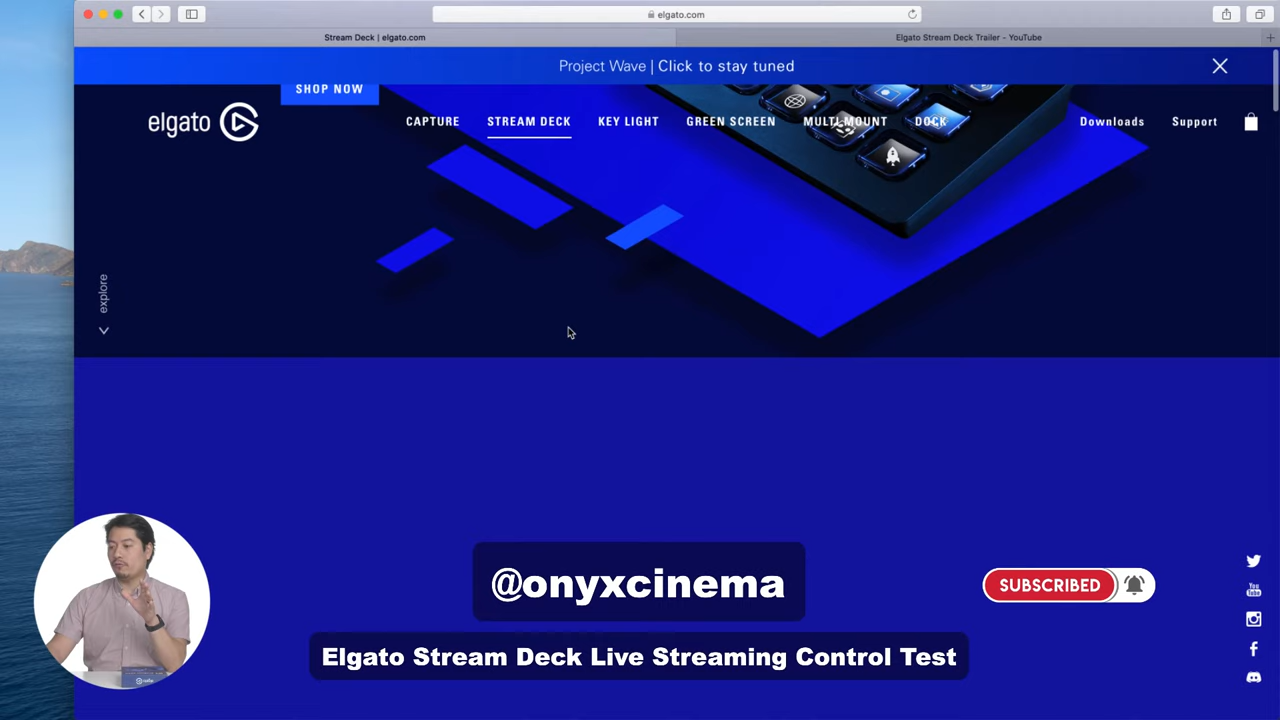 elgato.com
Stream Deck | elgato.com
Elgato Stream Deck Trailer - YouTube
Project Wave | Click to stay tuned
SHOP NOW
elgato
CAPTURE
STREAM DECK
KEY LIGHT
GREEN SCREEN
MULTI MOUNT
DOCK
Downloads
Support
explore
@onyxcinema
SUBSCRIBED
You
Tube
Elgato Stream Deck Live Streaming Control Test